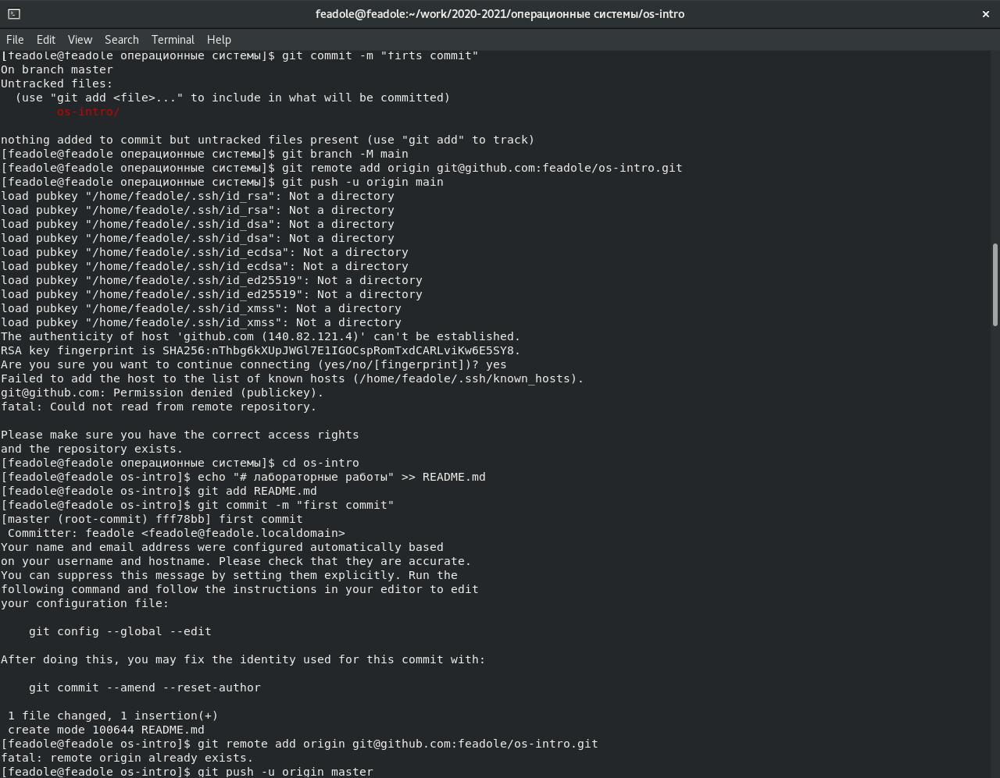 feadole@feadole:~/work/2020-2021/операционные системы/os-intro
File Edit View Search Terminal Help
[feadole@feadole операционные системы]$ git commit -m "firts commit"
On branch master
Untracked files:
  (use "git add <file>..." to include in what will be committed)
        os-intro/

nothing added to commit but untracked files present (use "git add" to track)
[feadole@feadole операционные системы]$ git branch -M main
[feadole@feadole операционные системы]$ git remote add origin git@github.com:feadole/os-intro.git
[feadole@feadole операционные системы]$ git push -u origin main
load pubkey "/home/feadole/.ssh/id_rsa": Not a directory
load pubkey "/home/feadole/.ssh/id_rsa": Not a directory
load pubkey "/home/feadole/.ssh/id_dsa": Not a directory
load pubkey "/home/feadole/.ssh/id_dsa": Not a directory
load pubkey "/home/feadole/.ssh/id_ecdsa": Not a directory
load pubkey "/home/feadole/.ssh/id_ecdsa": Not a directory
load pubkey "/home/feadole/.ssh/id_ed25519": Not a directory
load pubkey "/home/feadole/.ssh/id_ed25519": Not a directory
load pubkey "/home/feadole/.ssh/id_xmss": Not a directory
load pubkey "/home/feadole/.ssh/id_xmss": Not a directory
The authenticity of host 'github.com (140.82.121.4)' can't be established.
RSA key fingerprint is SHA256:nThbg6kXUpJWGl7E1IGOCspRomTxdCARLviKw6E5SY8.
Are you sure you want to continue connecting (yes/no/[fingerprint])? yes
Failed to add the host to the list of known hosts (/home/feadole/.ssh/known_hosts).
git@github.com: Permission denied (publickey).
fatal: Could not read from remote repository.

Please make sure you have the correct access rights
and the repository exists.
[feadole@feadole операционные системы]$ cd os-intro
[feadole@feadole os-intro]$ echo "# лабораторные работы" >> README.md
[feadole@feadole os-intro]$ git add README.md
[feadole@feadole os-intro]$ git commit -m "first commit"
[master (root-commit) fff78bb] first commit
 Committer: feadole <feadole@feadole.localdomain>
Your name and email address were configured automatically based
on your username and hostname. Please check that they are accurate.
You can suppress this message by setting them explicitly. Run the
following command and follow the instructions in your editor to edit
your configuration file:

    git config --global --edit

After doing this, you may fix the identity used for this commit with:

    git commit --amend --reset-author

 1 file changed, 1 insertion(+)
 create mode 100644 README.md
[feadole@feadole os-intro]$ git remote add origin git@github.com:feadole/os-intro.git
fatal: remote origin already exists.
[feadole@feadole os-intro]$ git push -u origin master